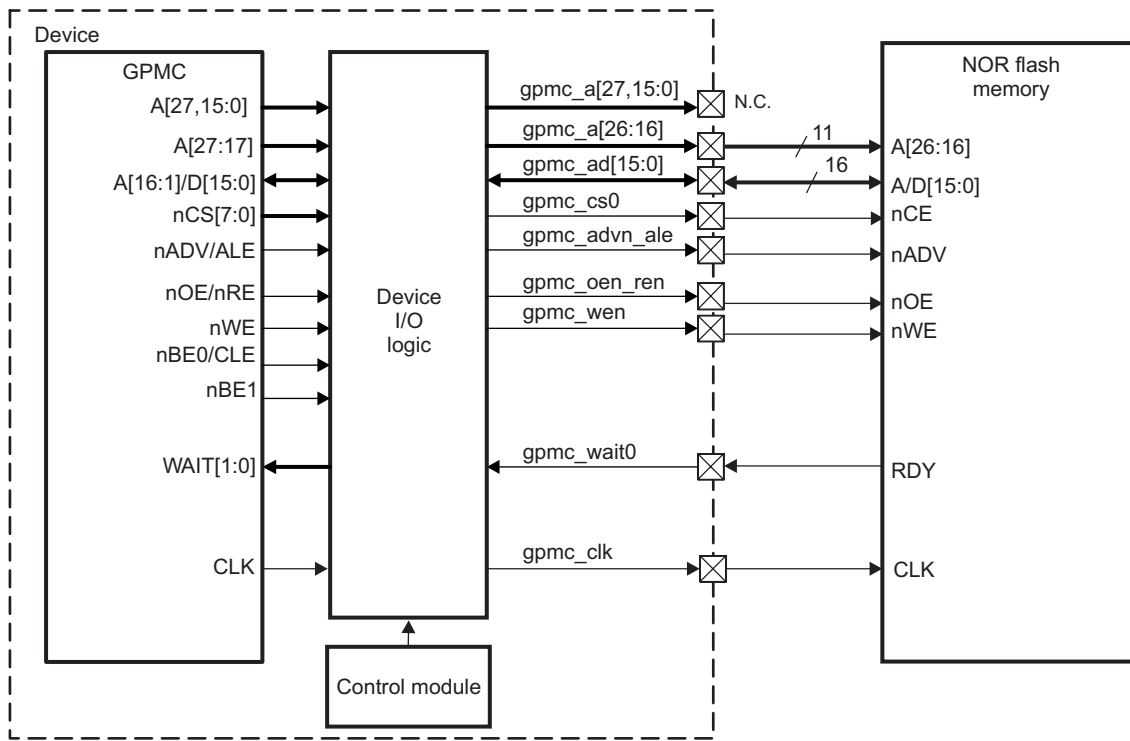 Device
GPMC
NOR flash
memory
A[27,15:0]
gpmc_a[27,15:0]
N.C.
A[27:17]
gpmc_a[26:16]
11
A[26:16]
A[16:1]/D[15:0]
gpmc_ad[15:0]
16
A/D[15:0]
nCS[7:0]
gpmc_cs0
nCE
nADV/ALE
gpmc_advn_ale
nADV
nOE/nRE
gpmc_oen_ren
nOE
Device
I/O
logic
nWE
gpmc_wen
nWE
nBE0/CLE
nBE1
WAIT[1:0]
gpmc_wait0
RDY
CLK
gpmc_clk
CLK
Control module